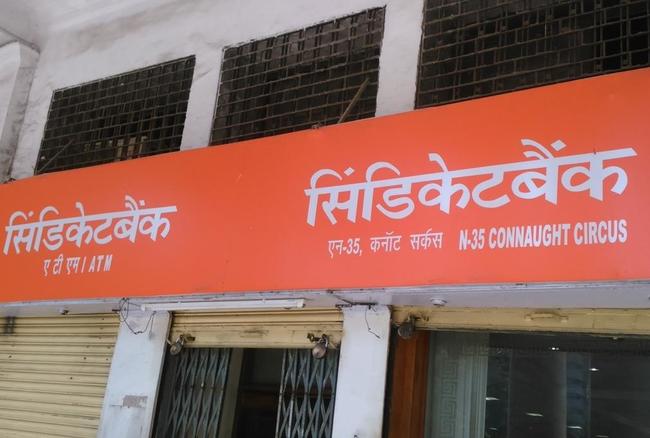 सिंडिकेटबैंक
ए टी एम / ATM
सिंडिकेटबैंक
एन-35, कनॉट सर्कस N-35 CONNAUGHT CIRCUS